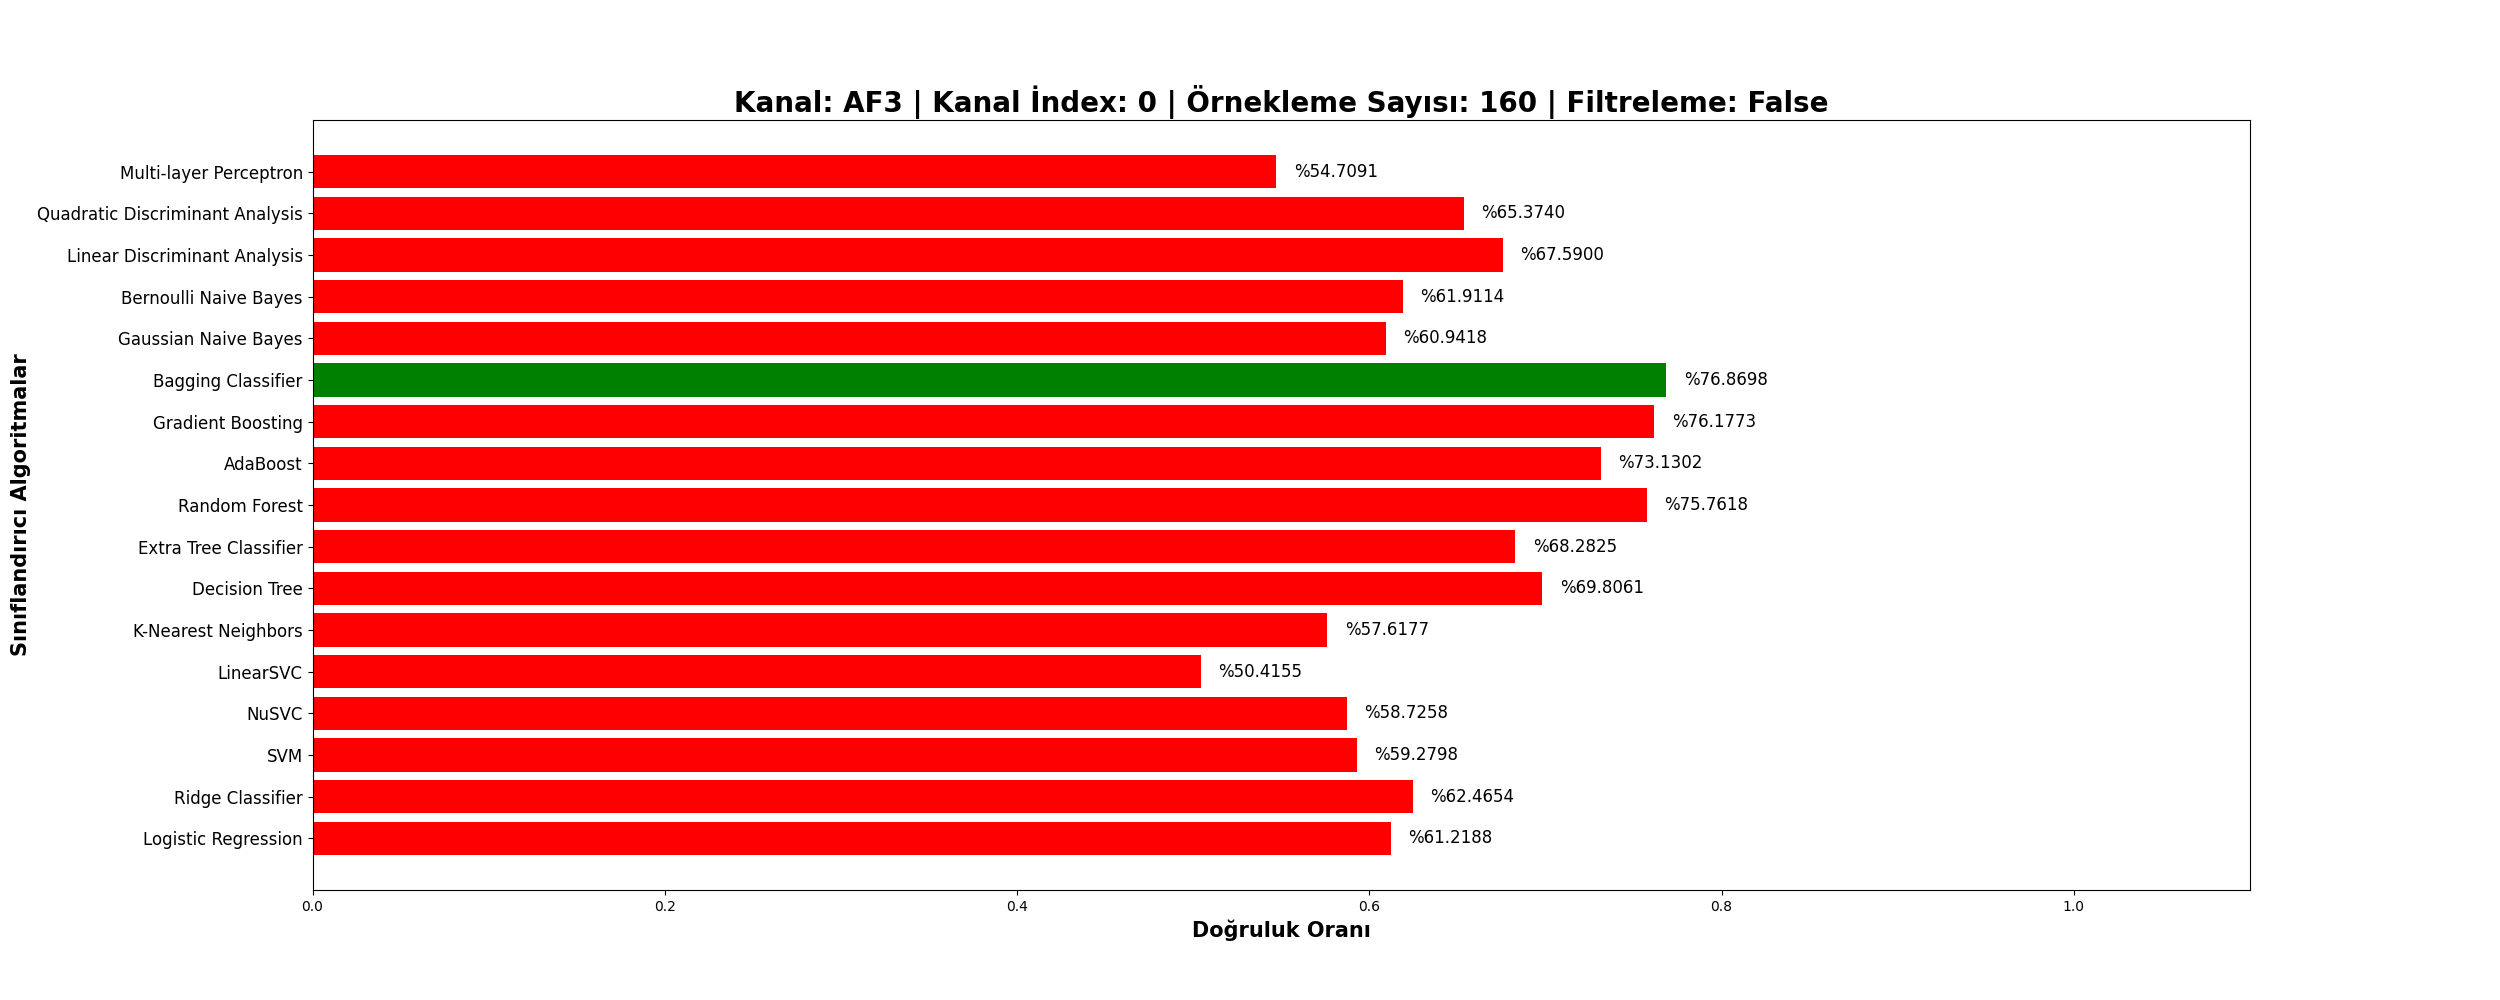 Kanal: AF3 | Kanal İndex: 0 | Örnekleme Sayısı: 160 | Filtreleme: False
Sınıflandırıcı Algoritmalar
Multi-layer Perceptron %54.7091
Quadratic Discriminant Analysis %65.3740
Linear Discriminant Analysis %67.5900
Bernoulli Naive Bayes %61.9114
Gaussian Naive Bayes %60.9418
Bagging Classifier %76.8698
Gradient Boosting %76.1773
AdaBoost %73.1302
Random Forest %75.7618
Extra Tree Classifier %68.2825
Decision Tree %69.8061
K-Nearest Neighbors %57.6177
LinearSVC %50.4155
NuSVC %58.7258
SVM %59.2798
Ridge Classifier %62.4654
Logistic Regression %61.2188
0.0 0.2 0.4 0.6 0.8 1.0
Doğruluk Oranı